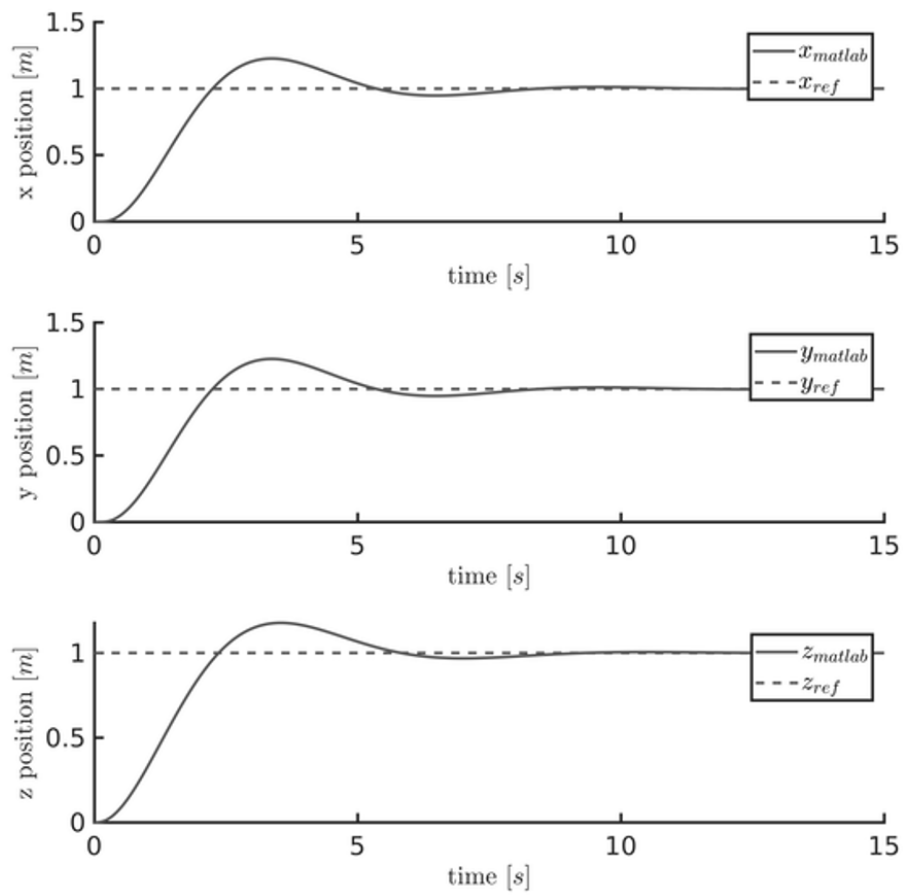 1.5
1
0.5
0
x position [m]
x_matlab
x_ref
0 5 10 15
time [s]
1.5
1
0.5
0
y position [m]
y_matlab
y_ref
0 5 10 15
time [s]
1
0.5
0
z position [m]
z_matlab
z_ref
0 5 10 15
time [s]